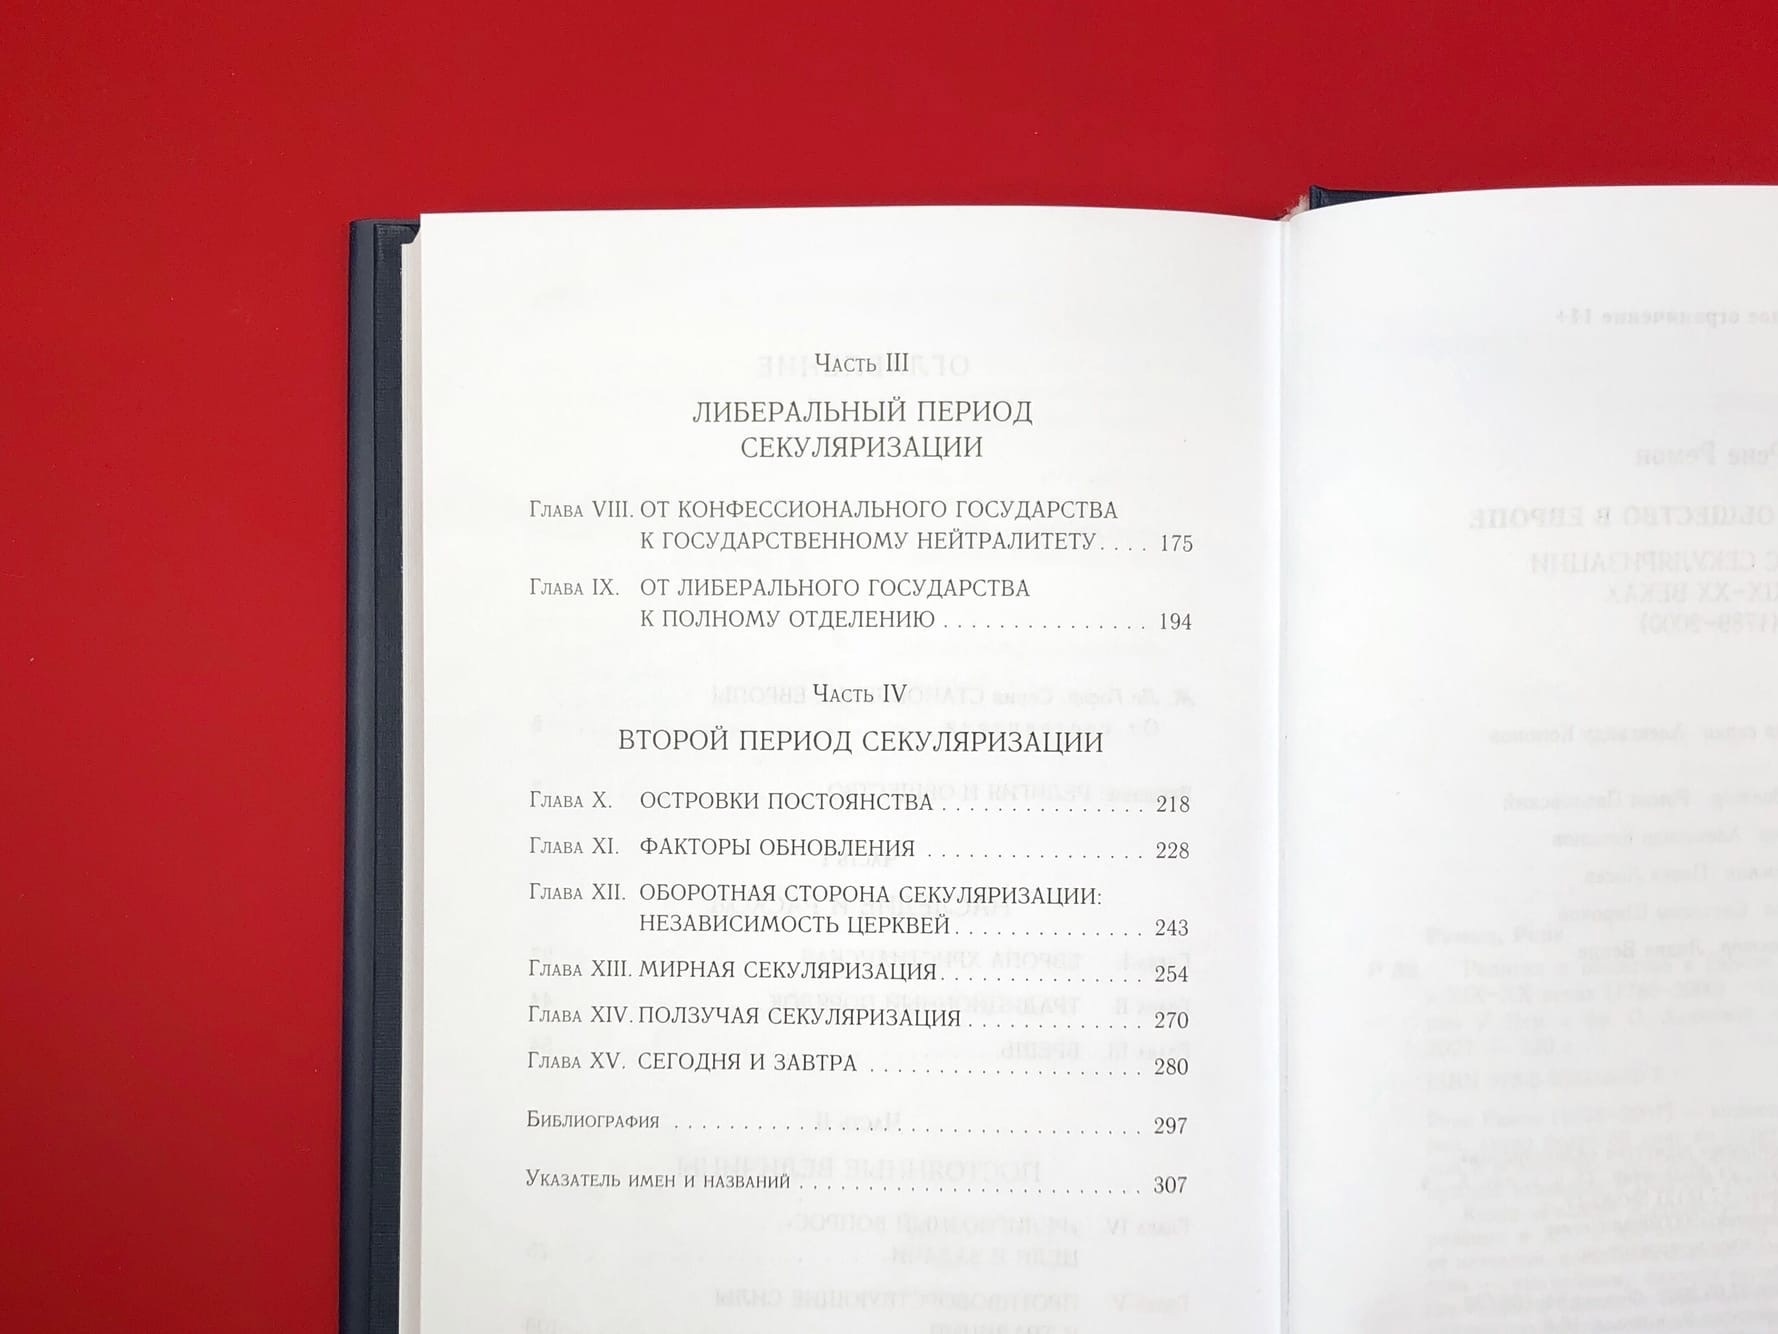 Часть III
ЛИБЕРАЛЬНЫЙ ПЕРИОД
СЕКУЛЯРИЗАЦИИ
Глава VIII. ОТ КОНФЕССИОНАЛЬНОГО ГОСУДАРСТВА
К ГОСУДАРСТВЕННОМУ НЕЙТРАЛИТЕТУ. . . . 175
Глава IX. ОТ ЛИБЕРАЛЬНОГО ГОСУДАРСТВА
К ПОЛНОМУ ОТДЕЛЕНИЮ . . . . . . . . . . . . . . . 194
Часть IV
ВТОРОЙ ПЕРИОД СЕКУЛЯРИЗАЦИИ
Глава X. ОСТРОВКИ ПОСТОЯНСТВА . . . . . . . . . . . . . . . 218
Глава XI. ФАКТОРЫ ОБНОВЛЕНИЯ . . . . . . . . . . . . . . . . 228
Глава XII. ОБОРОТНАЯ СТОРОНА СЕКУЛЯРИЗАЦИИ:
НЕЗАВИСИМОСТЬ ЦЕРКВЕЙ. . . . . . . . . . . . . . 243
Глава XIII. МИРНАЯ СЕКУЛЯРИЗАЦИЯ. . . . . . . . . . . . . . . 254
Глава XIV. ПОЛЗУЧАЯ СЕКУЛЯРИЗАЦИЯ . . . . . . . . . . . . . 270
Глава XV. СЕГОДНЯ И ЗАВТРА . . . . . . . . . . . . . . . . . . . . 280
Библиография . . . . . . . . . . . . . . . . . . . . . . . . . . . . . . . . . . 297
Указатель имен и названий . . . . . . . . . . . . . . . . . . . . . . . . . 307